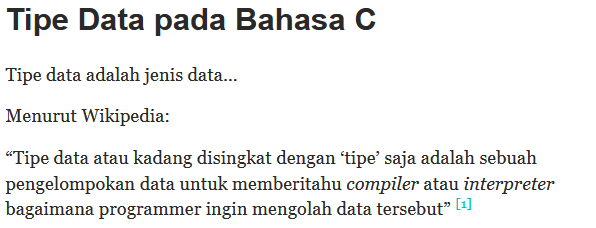 Tipe Data pada Bahasa C
Tipe data adalah jenis data...
Menurut Wikipedia:
“Tipe data atau kadang disingkat dengan ‘tipe’ saja adalah sebuah
pengelompokan data untuk memberitahu compiler atau interpreter
bagaimana programmer ingin mengolah data tersebut” [1]